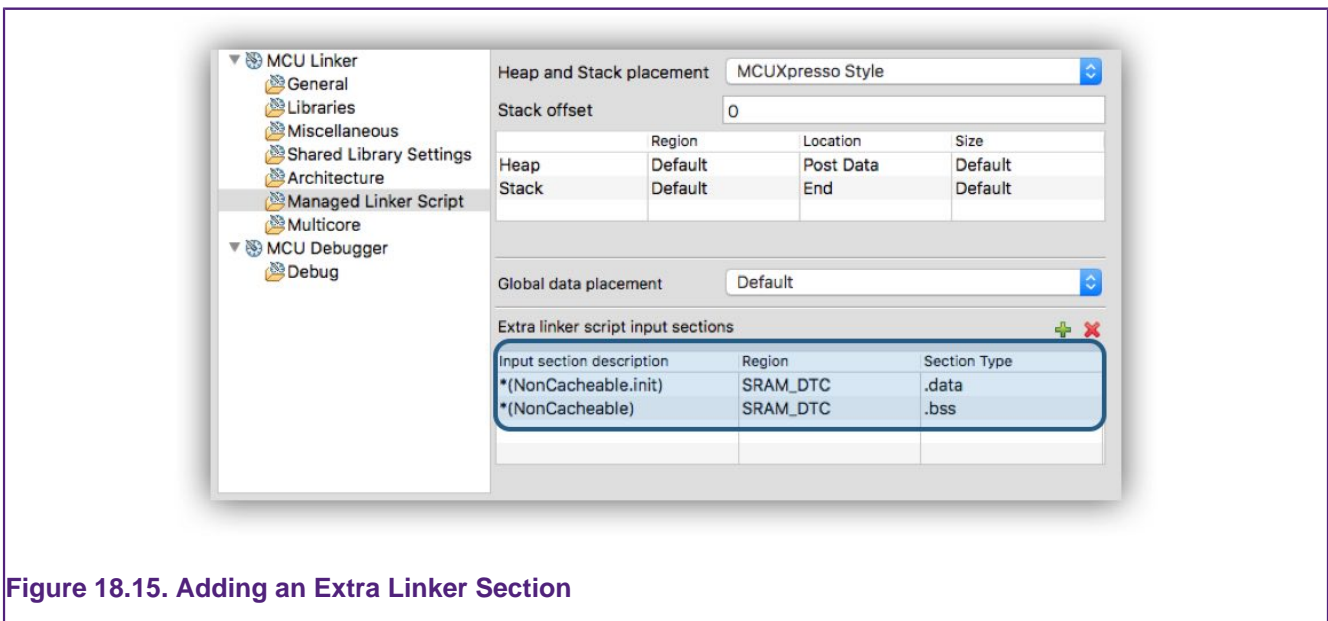 MCU Linker
General
Libraries
Miscellaneous
Shared Library Settings
Architecture
Managed Linker Script
Multicore
MCU Debugger
Debug
Heap and Stack placement MCUXpresso Style
Stack offset 0
Region Location Size
Heap Default Post Data Default
Stack Default End Default
Global data placement Default
Extra linker script input sections
Input section description Region Section Type
*(NonCacheable.init) SRAM_DTC .data
*(NonCacheable) SRAM_DTC .bss
Figure 18.15. Adding an Extra Linker Section